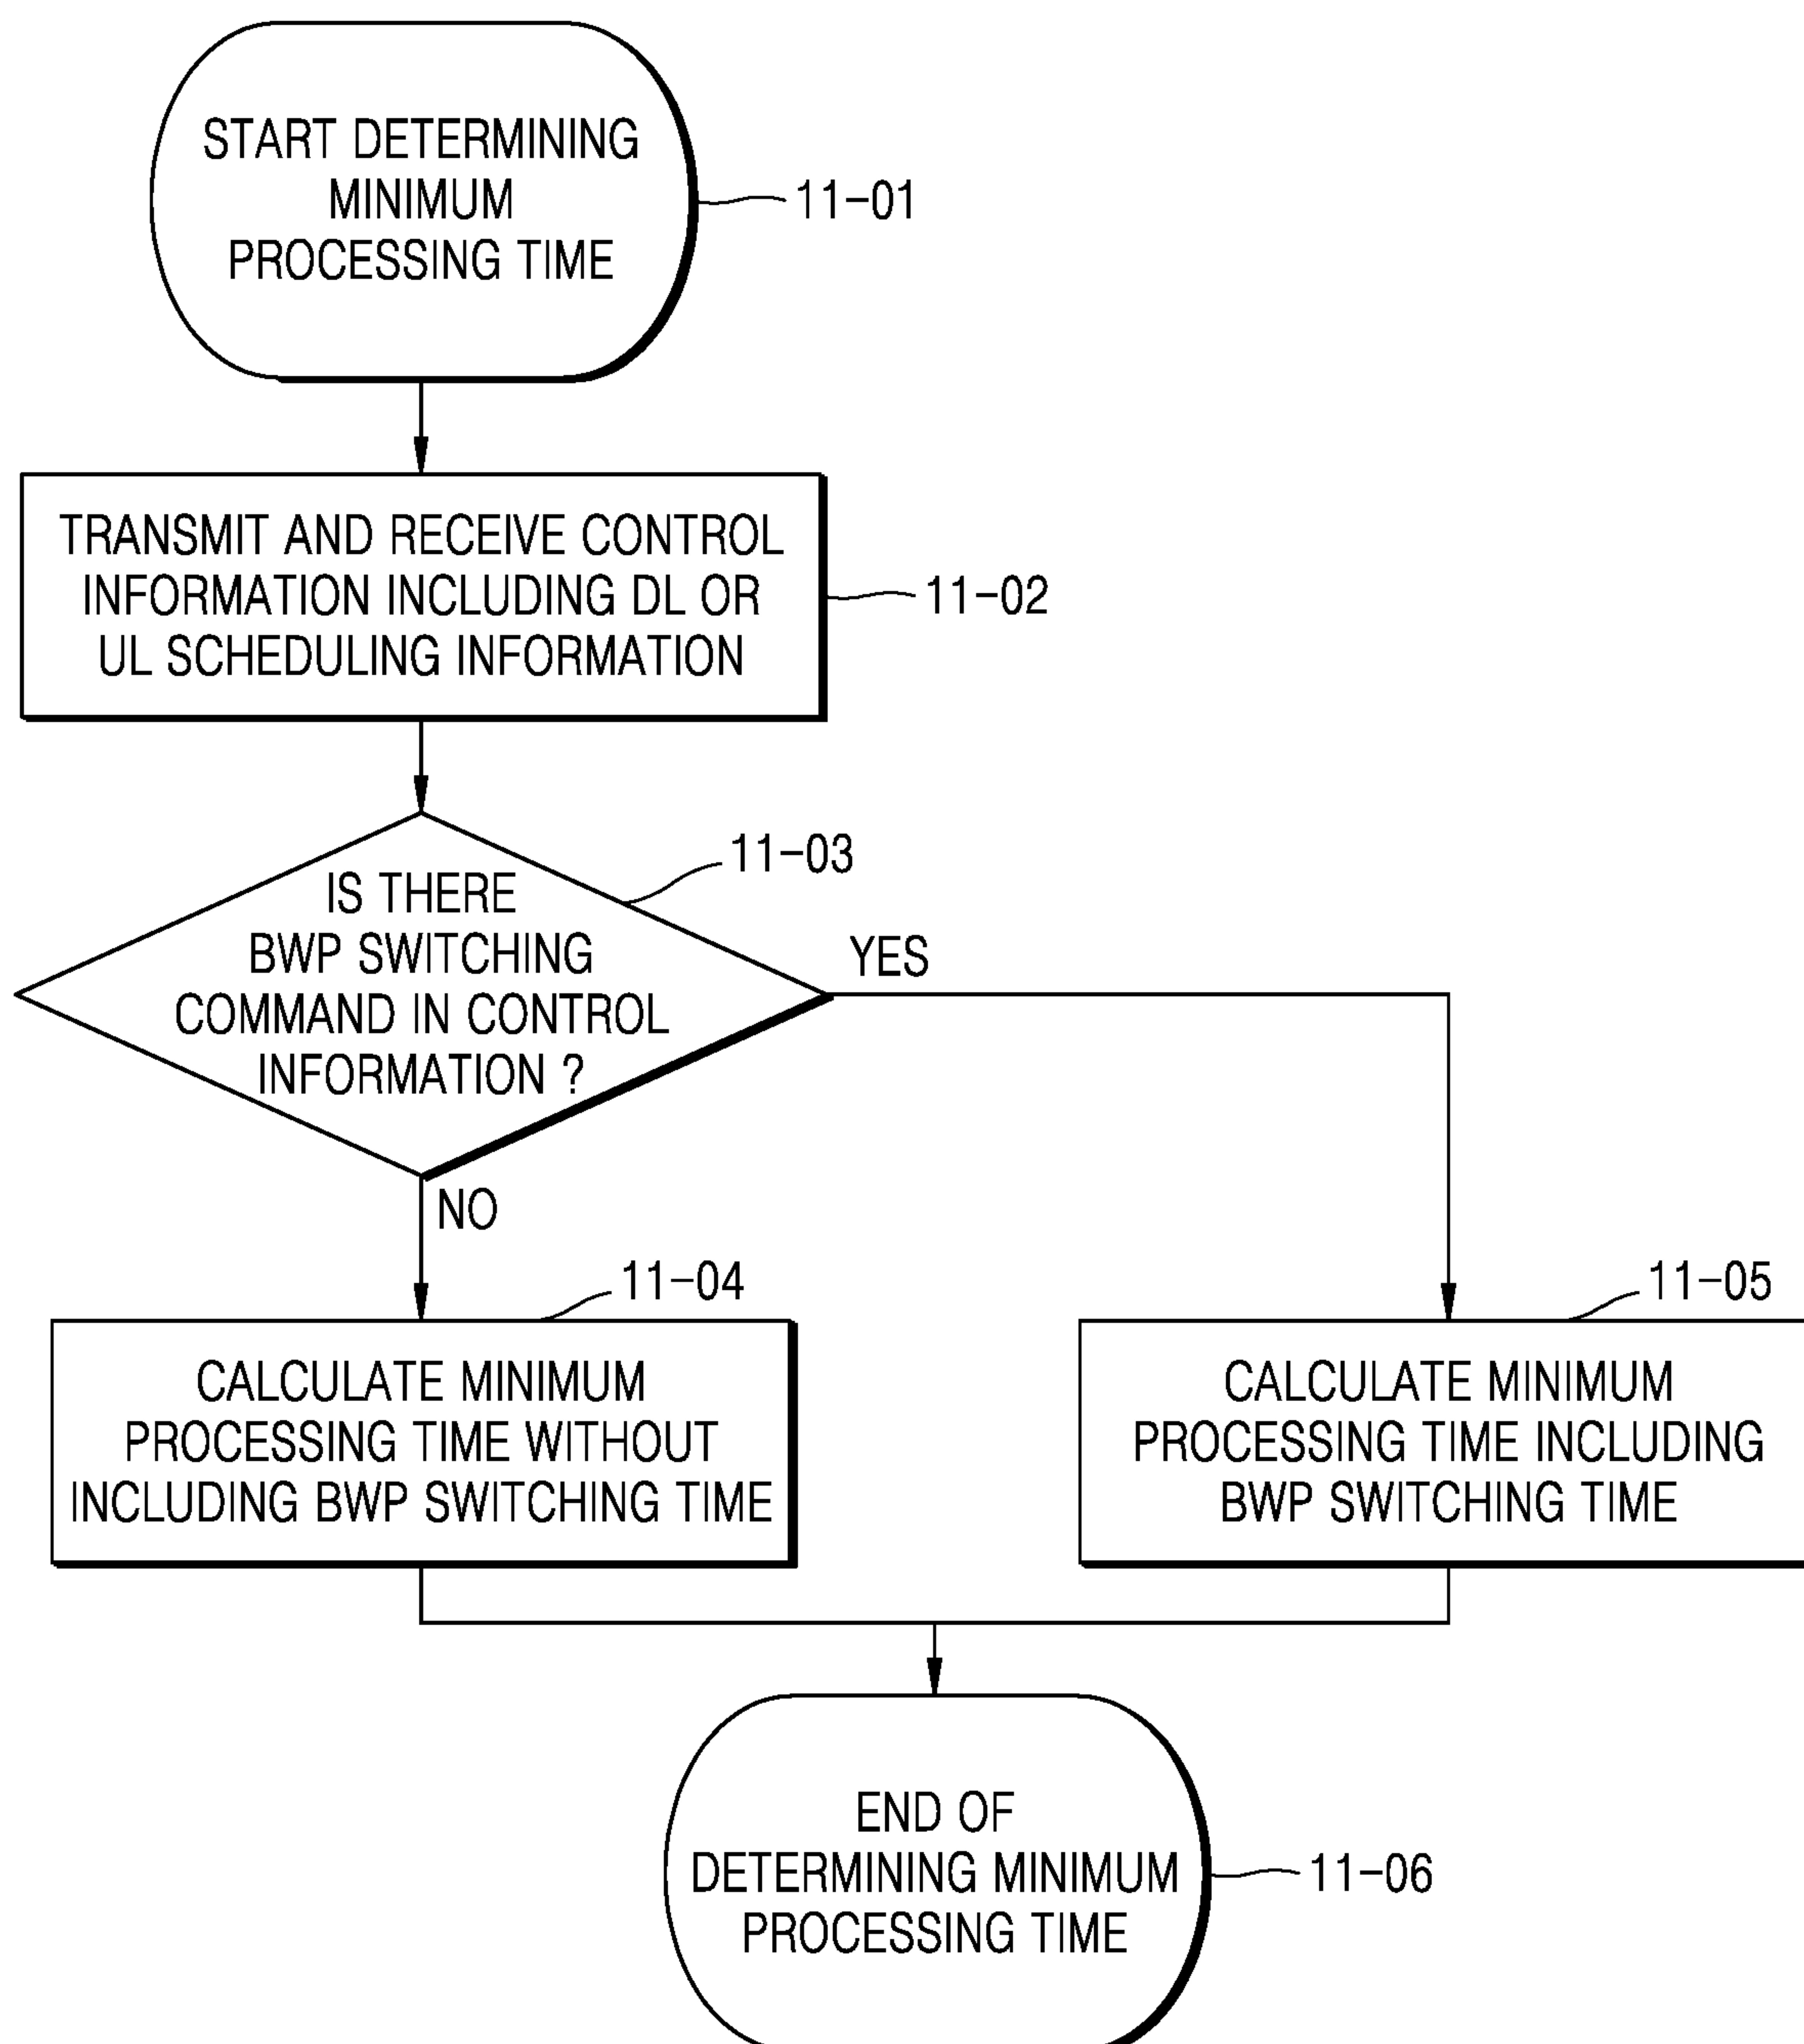 START DETERMINING
MINIMUM
PROCESSING TIME
11-01
TRANSMIT AND RECEIVE CONTROL
INFORMATION INCLUDING DL OR
UL SCHEDULING INFORMATION
11-02
11-03
IS THERE
BWP SWITCHING
COMMAND IN CONTROL
INFORMATION ?
YES
NO
11-04
CALCULATE MINIMUM
PROCESSING TIME WITHOUT
INCLUDING BWP SWITCHING TIME
11-05
CALCULATE MINIMUM
PROCESSING TIME INCLUDING
BWP SWITCHING TIME
END OF
DETERMINING MINIMUM
PROCESSING TIME
11-06